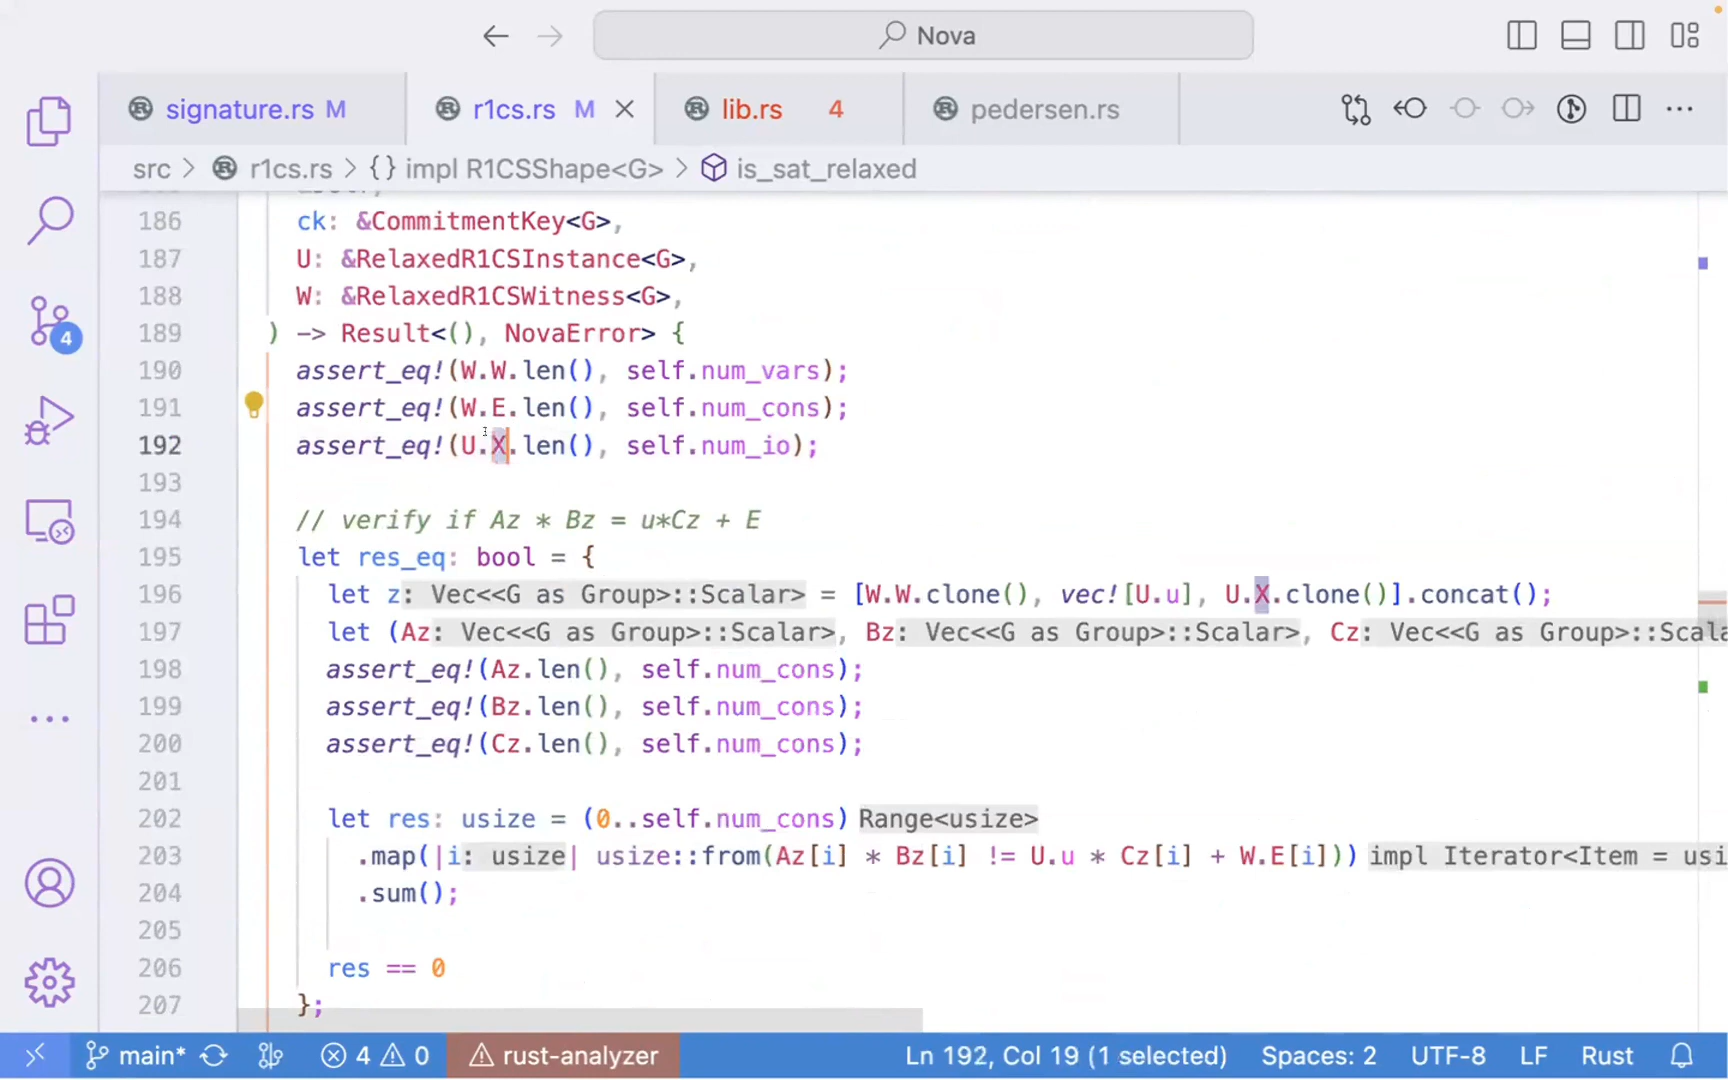 Nova
signature.rs M
r1cs.rs M
lib.rs 4
pedersen.rs
src > r1cs.rs > {} impl R1CSShape<G> > is_sat_relaxed
186 ck: &CommitmentKey<G>,
187 U: &RelaxedR1CSInstance<G>,
188 W: &RelaxedR1CSWitness<G>,
189 ) -> Result<(), NovaError> {
190 assert_eq!(W.W.len(), self.num_vars);
191 assert_eq!(W.E.len(), self.num_cons);
192 assert_eq!(U.X.len(), self.num_io);
193
194 // verify if Az * Bz = u*Cz + E
195 let res_eq: bool = {
196 let z: Vec<<G as Group>::Scalar> = [W.W.clone(), vec![U.u], U.X.clone()].concat();
197 let (Az: Vec<<G as Group>::Scalar>, Bz: Vec<<G as Group>::Scalar>, Cz: Vec<<G as Group>::Scala
198 assert_eq!(Az.len(), self.num_cons);
199 assert_eq!(Bz.len(), self.num_cons);
200 assert_eq!(Cz.len(), self.num_cons);
201
202 let res: usize = (0..self.num_cons) Range<usize>
203 .map(|i: usize| usize::from(Az[i] * Bz[i] != U.u * Cz[i] + W.E[i])) impl Iterator<Item = usi
204 .sum();
205
206 res == 0
207 };
4
main* 4 0 rust-analyzer Ln 192, Col 19 (1 selected) Spaces: 2 UTF-8 LF Rust